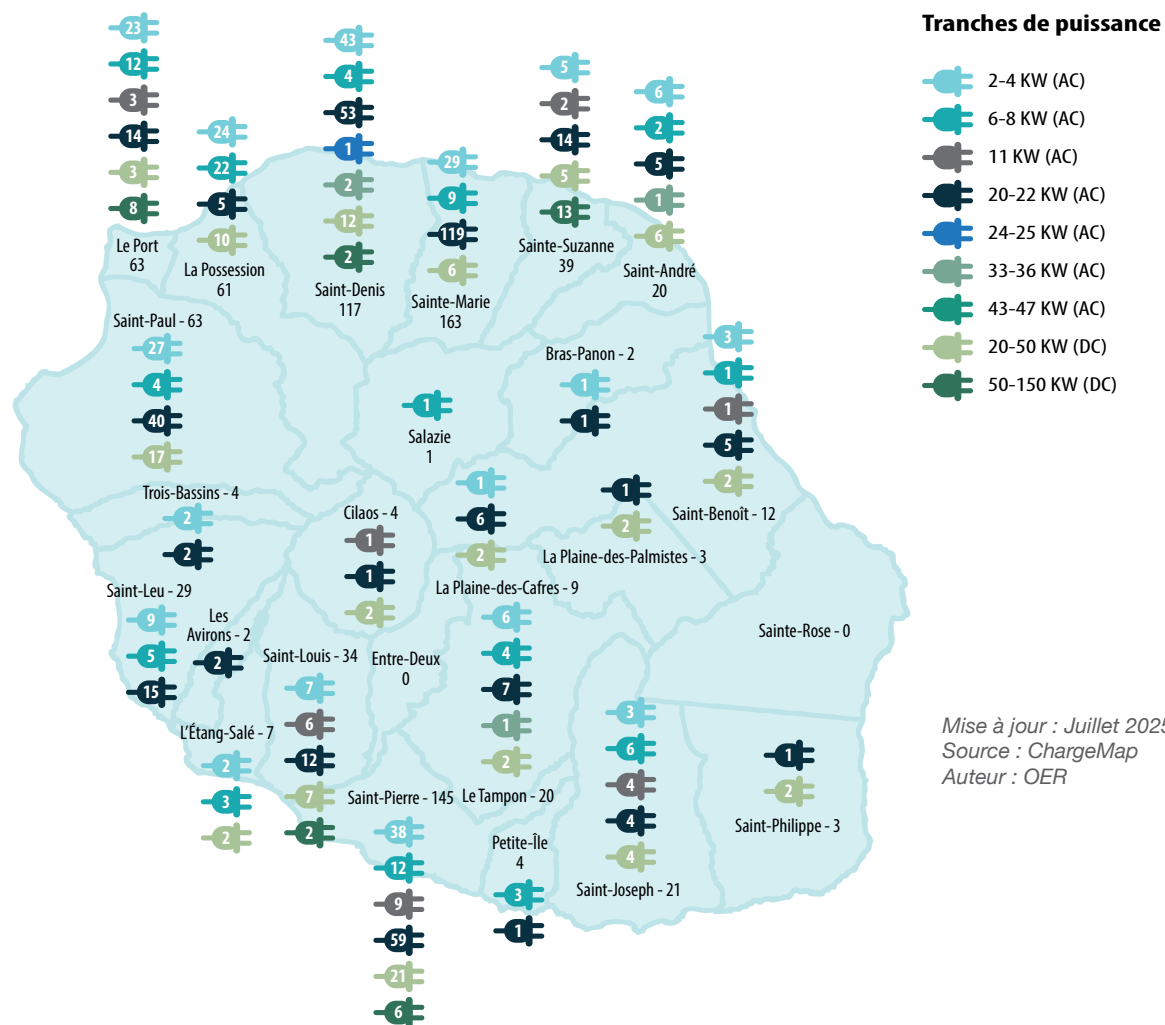 Tranches de puissance
2-4 KW (AC)
6-8 KW (AC)
11 KW (AC)
20-22 KW (AC)
24-25 KW (AC)
33-36 KW (AC)
43-47 KW (AC)
20-50 KW (DC)
50-150 KW (DC)
23
12
3
14
3
8
Le Port
63
24
22
5
10
La Possession
61
43
4
53
1
2
12
2
Saint-Denis
117
29
9
119
6
Sainte-Marie
163
5
2
14
5
13
Sainte-Suzanne
39
6
2
5
1
6
Saint-André
20
Saint-Paul - 63
27
4
40
17
1
Salazie
1
Bras-Panon - 2
1
1
3
1
1
5
2
Saint-Benoît - 12
Trois-Bassins - 4
2
2
Cilaos - 4
1
1
2
1
6
2
La Plaine-des-Cafres - 9
1
2
La Plaine-des-Palmistes - 3
Saint-Leu - 29
9
5
15
Les
Avirons - 2
2
Saint-Louis - 34
7
6
12
7
2
Entre-Deux
0
6
4
7
1
2
Le Tampon - 20
Sainte-Rose - 0
L'Étang-Salé - 7
2
3
2
Saint-Pierre - 145
38
12
9
59
21
6
Petite-Île
4
3
1
3
6
4
4
4
Saint-Joseph - 21
1
2
Saint-Philippe - 3
Mise à jour : Juillet 2025
Source : ChargeMap
Auteur : OER